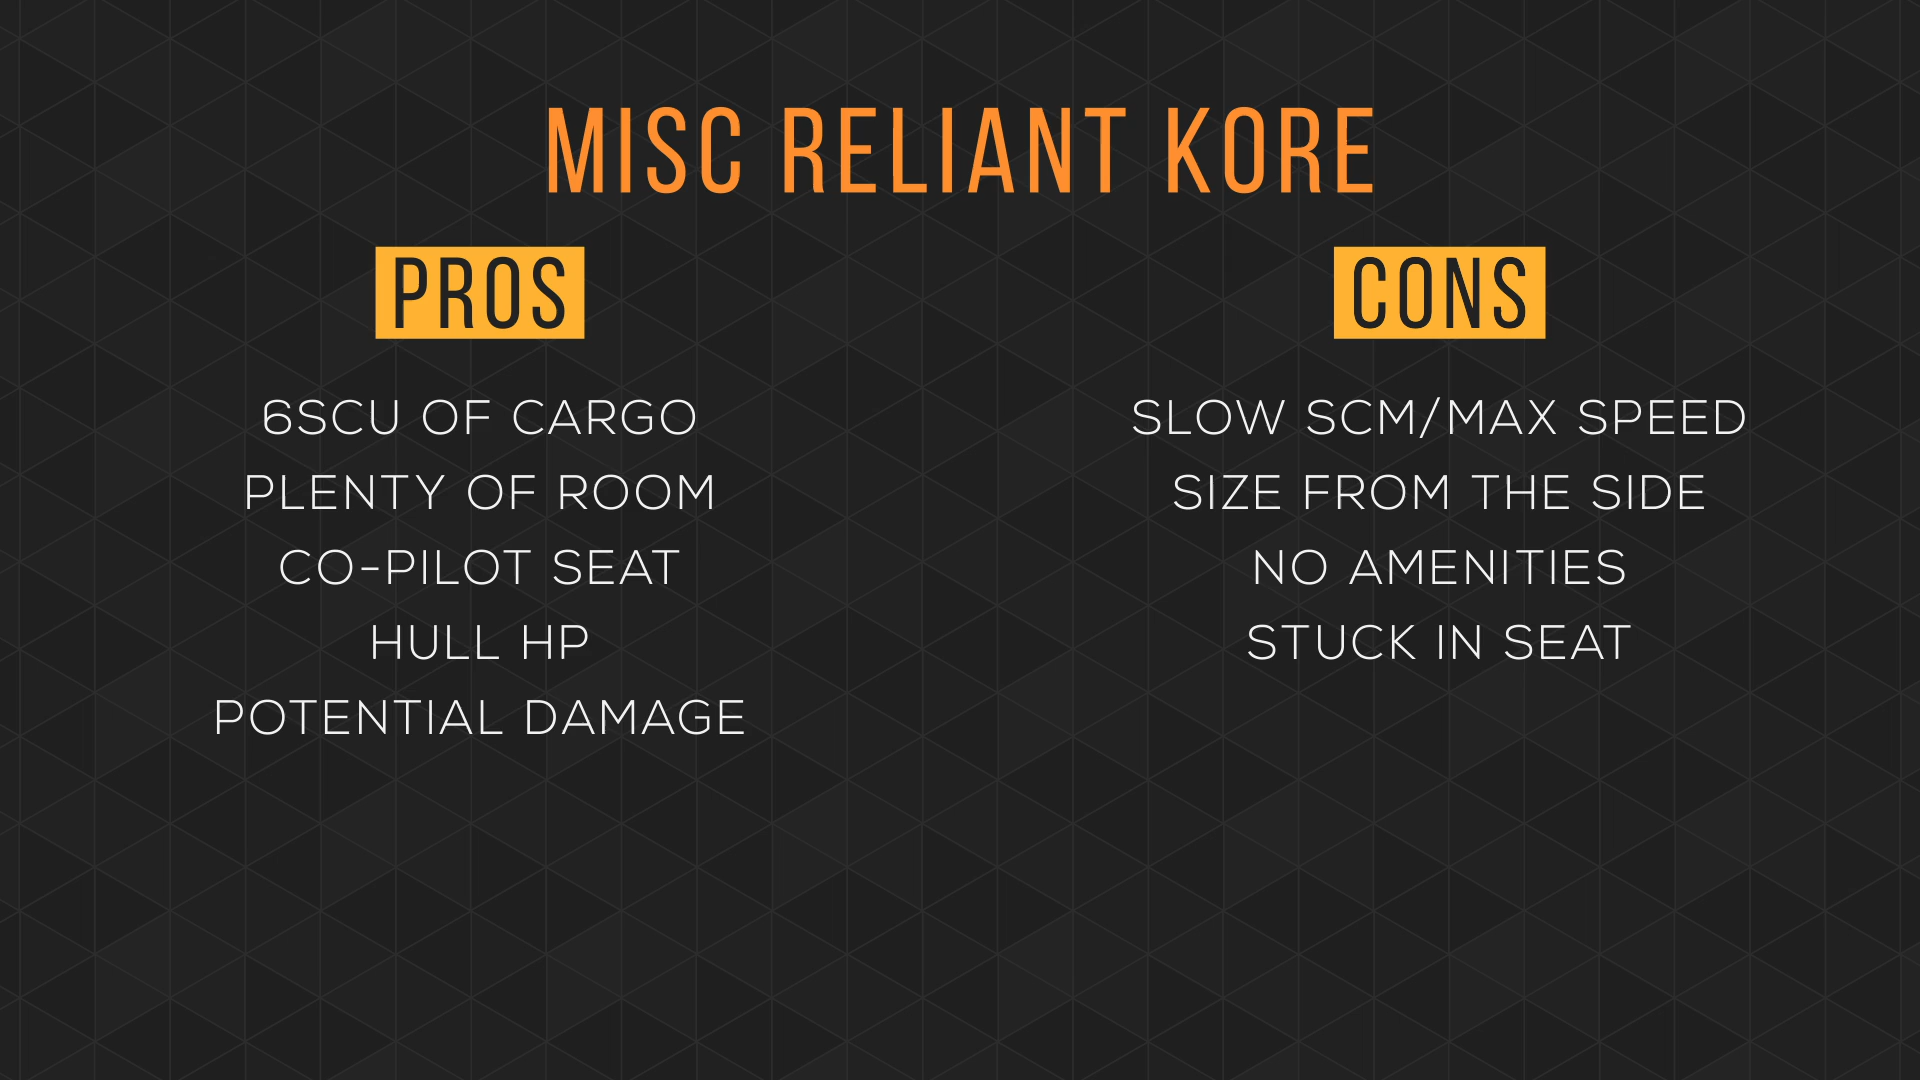 MISC RELIANT KORE
PROS
6SCU OF CARGO
PLENTY OF ROOM
CO-PILOT SEAT
HULL HP
POTENTIAL DAMAGE
CONS
SLOW SCM/MAX SPEED
SIZE FROM THE SIDE
NO AMENITIES
STUCK IN SEAT